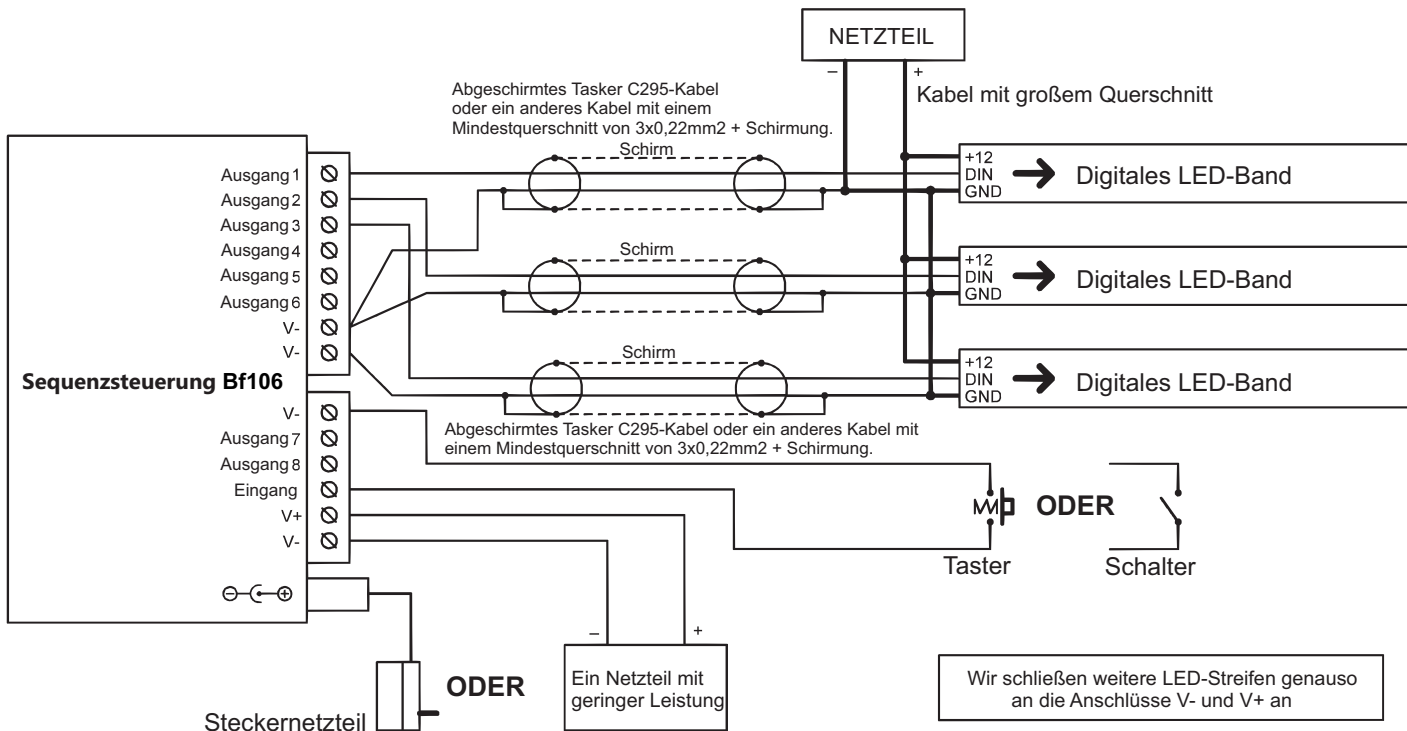 NETZTEIL
– +
Kabel mit großem Querschnitt
Abgeschirmtes Tasker C295-Kabel
oder ein anderes Kabel mit einem
Mindestquerschnitt von 3x0,22mm2 + Schirmung.
Schirm
Ausgang 1
Ausgang 2
Ausgang 3
Ausgang 4
Ausgang 5
Ausgang 6
V-
V-
Sequenzsteuerung Bf106
V-
Ausgang 7
Ausgang 8
Eingang
V+
V-
+12
DIN
GND
Digitales LED-Band
Schirm
+12
DIN
GND
Digitales LED-Band
Schirm
+12
DIN
GND
Digitales LED-Band
Abgeschirmtes Tasker C295-Kabel oder ein anderes Kabel mit
einem Mindestquerschnitt von 3x0,22mm2 + Schirmung.
ODER
Taster
Schalter
– +
Ein Netzteil mit
geringer Leistung
ODER
Steckernetzteil
Wir schließen weitere LED-Streifen genauso
an die Anschlüsse V- und V+ an